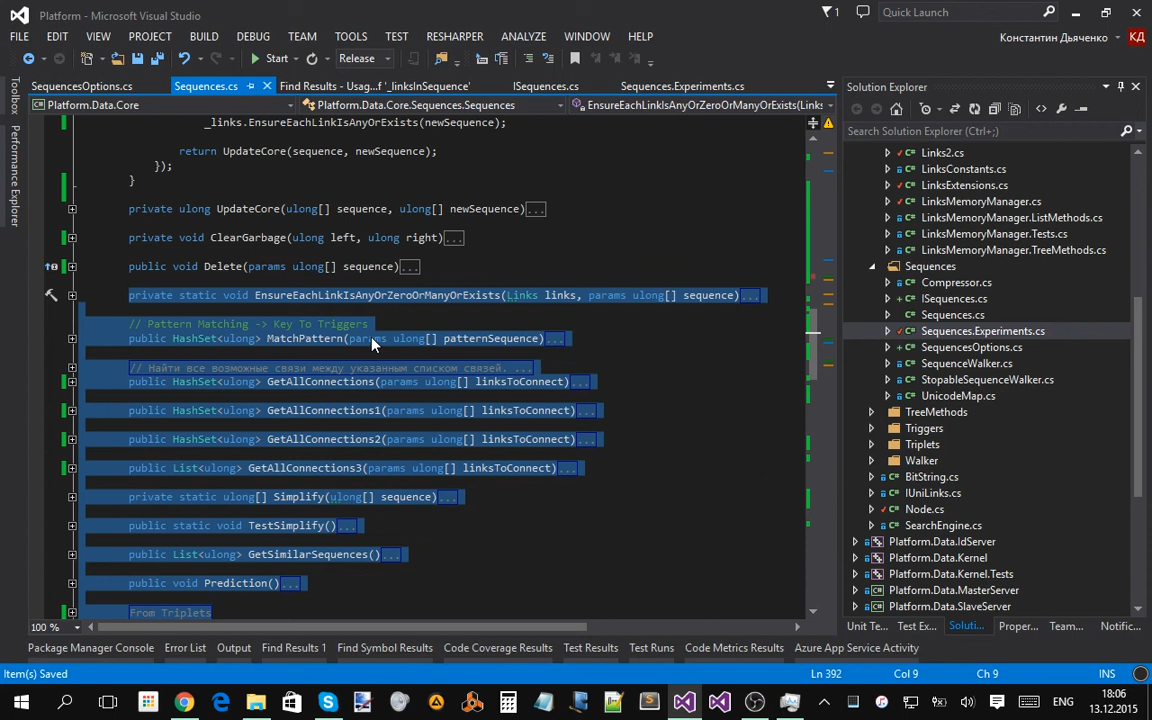 Platform - Microsoft Visual Studio
1
Quick Launch
FILE EDIT VIEW PROJECT BUILD DEBUG TEAM TOOLS TEST RESHARPER ANALYZE WINDOW HELP
Константин Дьяченко КД
Start Release
SequencesOptions.cs Sequences.cs Find Results - Usag...f '_linksInSequence' ISequences.cs Sequences.Experiments.cs
Solution Explorer
Platform.Data.Core Platform.Data.Core.Sequences.Sequences EnsureEachLinkIsAnyOrZeroOrManyOrExists(Links
Toolbox
Performance Explorer
Search Solution Explorer (Ctrl+;)
_links.EnsureEachLinkIsAnyOrExists(newSequence);
return UpdateCore(sequence, newSequence);
});
}
private ulong UpdateCore(ulong[] sequence, ulong[] newSequence)...
private void ClearGarbage(ulong left, ulong right)...
public void Delete(params ulong[] sequence)...
private static void EnsureEachLinkIsAnyOrZeroOrManyOrExists(Links links, params ulong[] sequence)...
// Pattern Matching -> Key To Triggers
public HashSet<ulong> MatchPattern(params ulong[] patternSequence)...
// Найти все возможные связи между указанным списком связей. ...
public HashSet<ulong> GetAllConnections(params ulong[] linksToConnect)...
public HashSet<ulong> GetAllConnections1(params ulong[] linksToConnect)...
public HashSet<ulong> GetAllConnections2(params ulong[] linksToConnect)...
public List<ulong> GetAllConnections3(params ulong[] linksToConnect)...
private static ulong[] Simplify(ulong[] sequence)...
public static void TestSimplify()...
public List<ulong> GetSimilarSequences()...
public void Prediction()...
From Triplets
Links2.cs
LinksConstants.cs
LinksExtensions.cs
LinksMemoryManager.cs
LinksMemoryManager.ListMethods.cs
LinksMemoryManager.Tests.cs
LinksMemoryManager.TreeMethods.cs
Sequences
Compressor.cs
ISequences.cs
Sequences.cs
Sequences.Experiments.cs
SequencesOptions.cs
SequenceWalker.cs
StopableSequenceWalker.cs
UnicodeMap.cs
TreeMethods
Triggers
Triplets
Walker
BitString.cs
IUniLinks.cs
Node.cs
SearchEngine.cs
Platform.Data.IdServer
Platform.Data.Kernel
Platform.Data.Kernel.Tests
Platform.Data.MasterServer
Platform.Data.SlaveServer
100 %
Unit Te... Test Ex... Soluti... Proper... Team... Notific...
Package Manager Console Error List Output Find Results 1 Find Symbol Results Code Coverage Results Test Results Test Runs Code Metrics Results Azure App Service Activity
Item(s) Saved Ln 392 Col 9 Ch 9 INS
ENG
18:06
13.12.2015